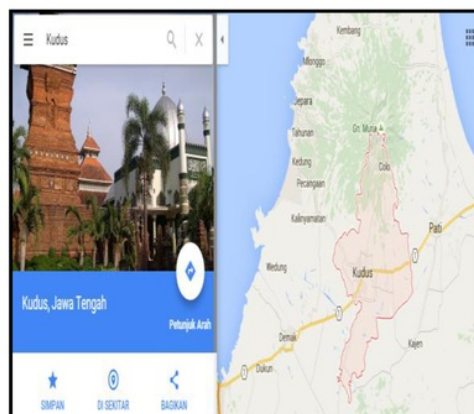 Kudus
Kudus, Jawa Tengah
Petunjuk Arah
SIMPAN
DI SEKITAR
BAGIKAN
Kembang
Mlonggo
Jepara
Gn. Muria
Tahunan
Colo
Kedung
Pecangaan
Kalinyamatan
Pati
Wedung
Kudus
Demak
Kajen
Dukun